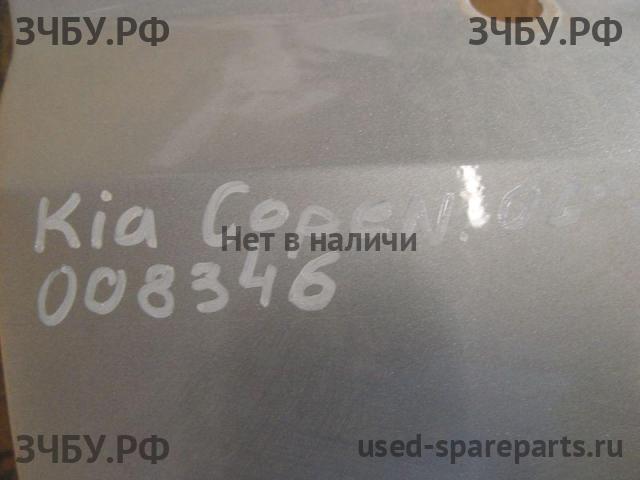 ЗЧБУ.РФ ЗЧБУ.РФ
Kia
Нет в наличи
008346
ЗЧБУ.РФ used-spareparts.ru